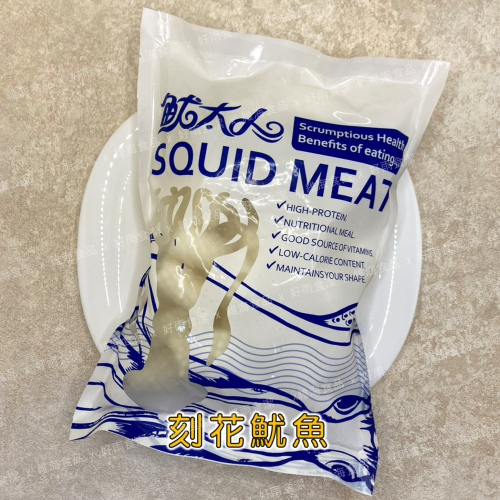 魷大人
Scrumptious Health
Benefits of eating
SQUID MEAT
✓HIGH-PROTEIN
✓NUTRITIONAL MEAL.
✓GOOD SOURCE OF VITAMINS.
✓LOW-CALORIE CONTENT.
✓MAINTAINS YOUR SHAPE.
刻花魷魚